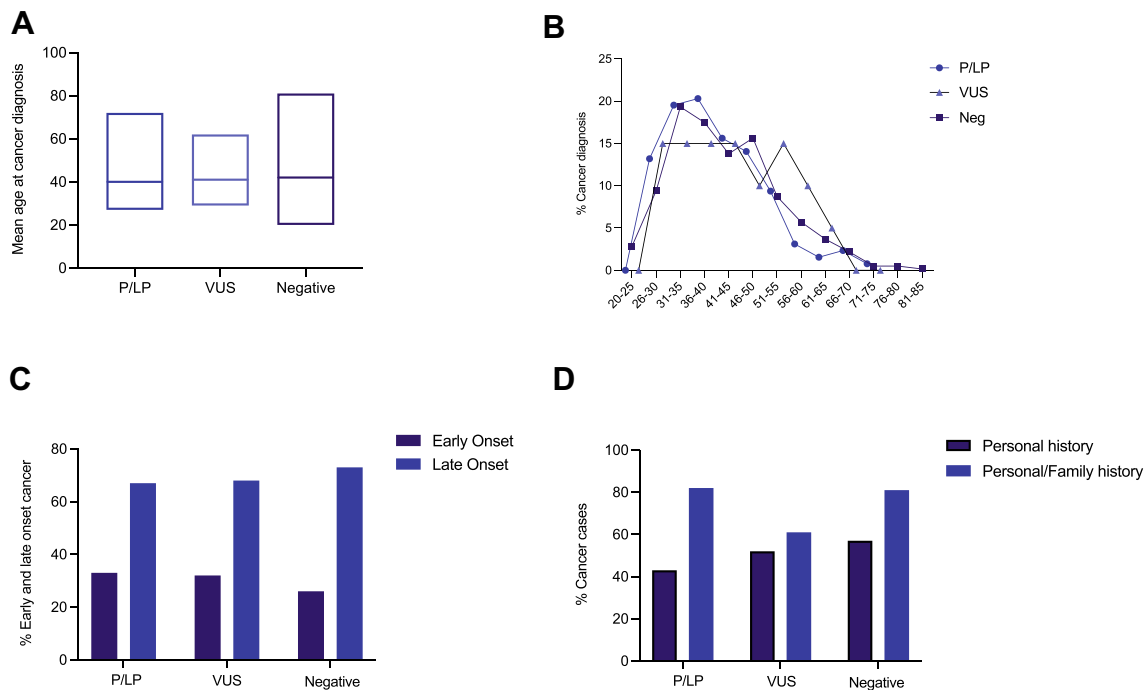 A
Mean age at cancer diagnosis
100
80
60
40
20
0
P/LP
VUS
Negative
B
% Cancer diagnosis
25
20
15
10
5
0
20-25
26-30
31-35
36-40
41-45
46-50
51-55
56-60
61-65
66-70
71-75
76-80
81-85
P/LP
VUS
Neg
C
% Early and late onset cancer
80
60
40
20
0
P/LP
VUS
Negative
Early Onset
Late Onset
D
% Cancer cases
100
80
60
40
20
0
P/LP
VUS
Negative
Personal history
Personal/Family history